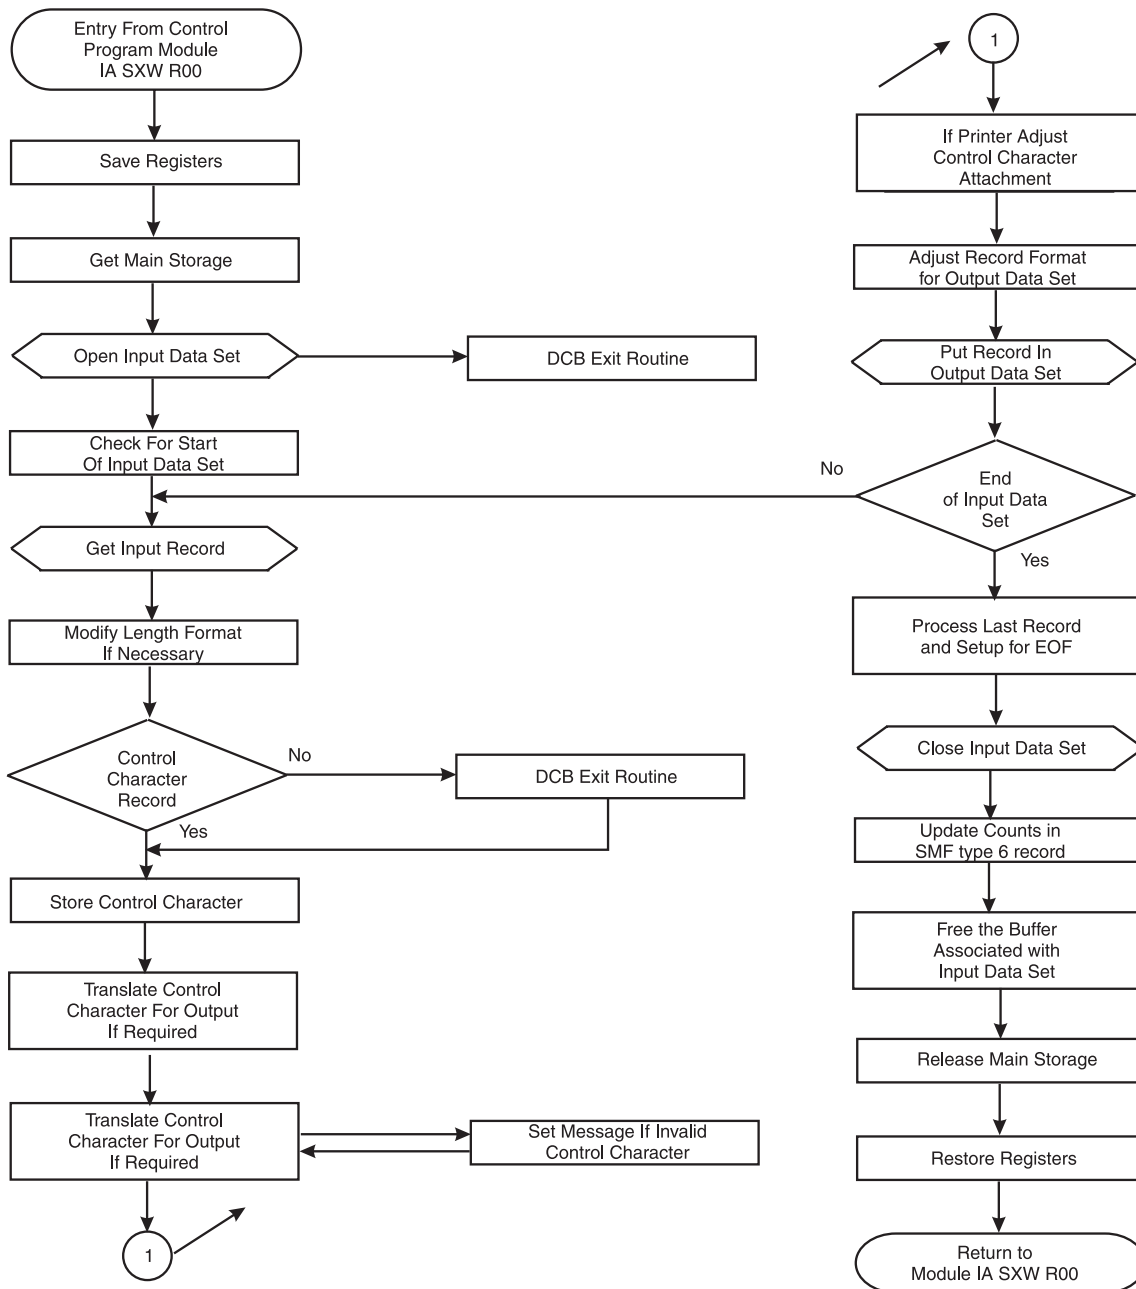 Entry From Control
Program Module
IA SXW R00
Save Registers
Get Main Storage
Open Input Data Set
DCB Exit Routine
Check For Start
Of Input Data Set
Get Input Record
Modify Length Format
If Necessary
Control
Character
Record
No
DCB Exit Routine
Yes
Store Control Character
Translate Control
Character For Output
If Required
Translate Control
Character For Output
If Required
Set Message If Invalid
Control Character
1
1
If Printer Adjust
Control Character
Attachment
Adjust Record Format
for Output Data Set
Put Record In
Output Data Set
No
End
of Input Data
Set
Yes
Process Last Record
and Setup for EOF
Close Input Data Set
Update Counts in
SMF type 6 record
Free the Buffer
Associated with
Input Data Set
Release Main Storage
Restore Registers
Return to
Module IA SXW R00